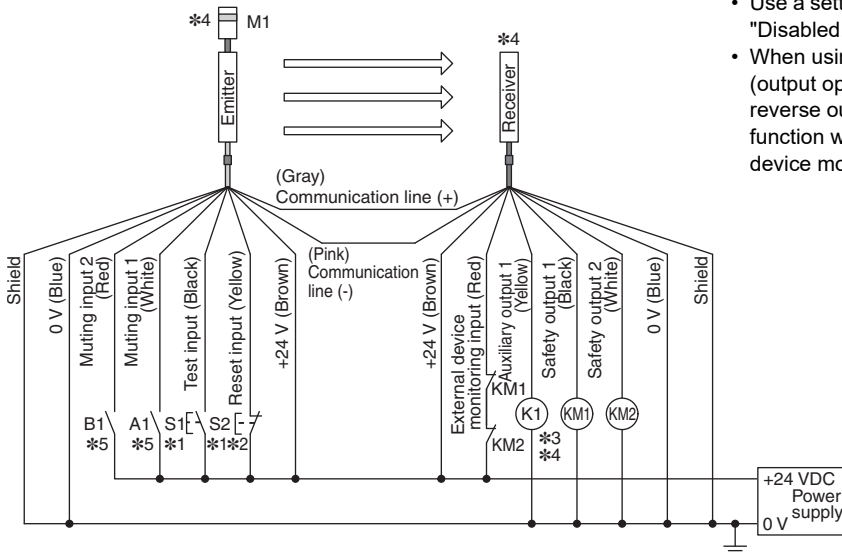 ✻4
M1
✻4
Emitter
Receiver
(Gray)
Communication line (+)
(Pink)
Communication
line (-)
Shield
0 V (Blue)
Muting input 2
(Red)
Muting input 1
(White)
Test input (Black)
Reset input (Yellow)
+24 V (Brown)
+24 V (Brown)
External device
monitoring input (Red)
Auxiliary output 1
(Yellow)
Safety output 1
(Black)
Safety output 2
(White)
0 V (Blue)
Shield
B1
✻5
A1
✻5
S1
✻1
S2
✻1✻2
KM1
KM2
K1
✻3
✻4
KM1
KM2
+24 VDC
Power
supply
0 V
• Use a sett
"Disabled
• When usin
(output op
reverse ou
function w
device mo